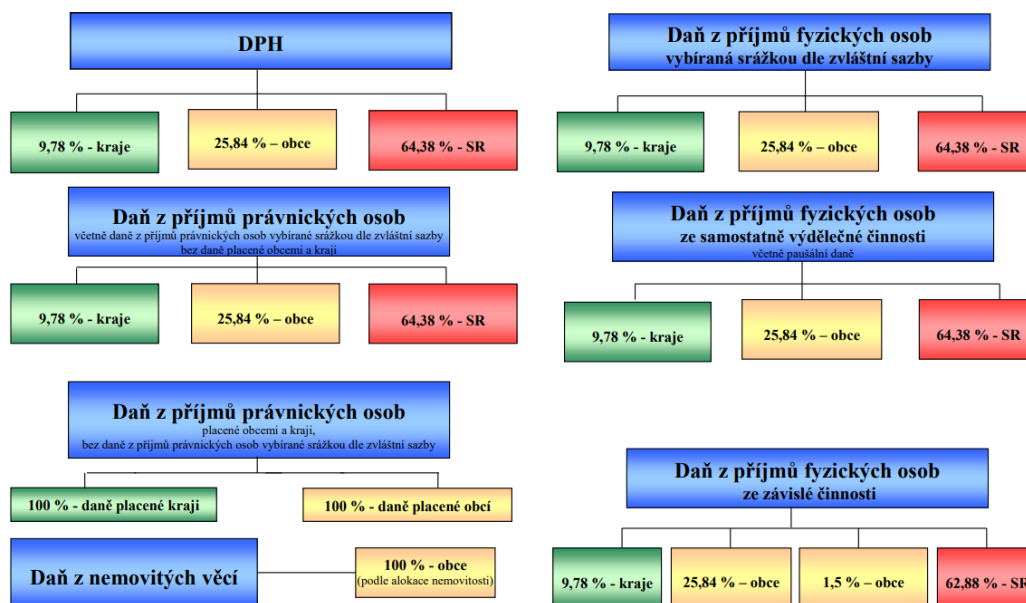 DPH
9,78 % - kraje
25,84 % – obce
64,38 % - SR
Daň z příjmů fyzických osob
vybíraná srážkou dle zvláštní sazby
9,78 % - kraje
25,84 % – obce
64,38 % - SR
Daň z příjmů právnických osob
včetně daně z příjmů právnických osob vybírané srážkou dle zvláštní sazby
bez daně placené obcemi a kraji
9,78 % - kraje
25,84 % – obce
64,38 % - SR
Daň z příjmů fyzických osob
ze samostatně výdělečné činnosti
včetně paušální daně
9,78 % - kraje
25,84 % – obce
64,38 % - SR
Daň z příjmů právnických osob
placené obcemi a kraji,
bez daně z příjmů právnických osob vybírané srážkou dle zvláštní sazby
100 % - daně placené kraji
100 % - daně placené obcí
Daň z nemovitých věcí
100 % - obce
(podle alokace nemovitosti)
Daň z příjmů fyzických osob
ze závislé činnosti
9,78 % - kraje
25,84 % – obce
1,5 % – obce
62,88 % - SR